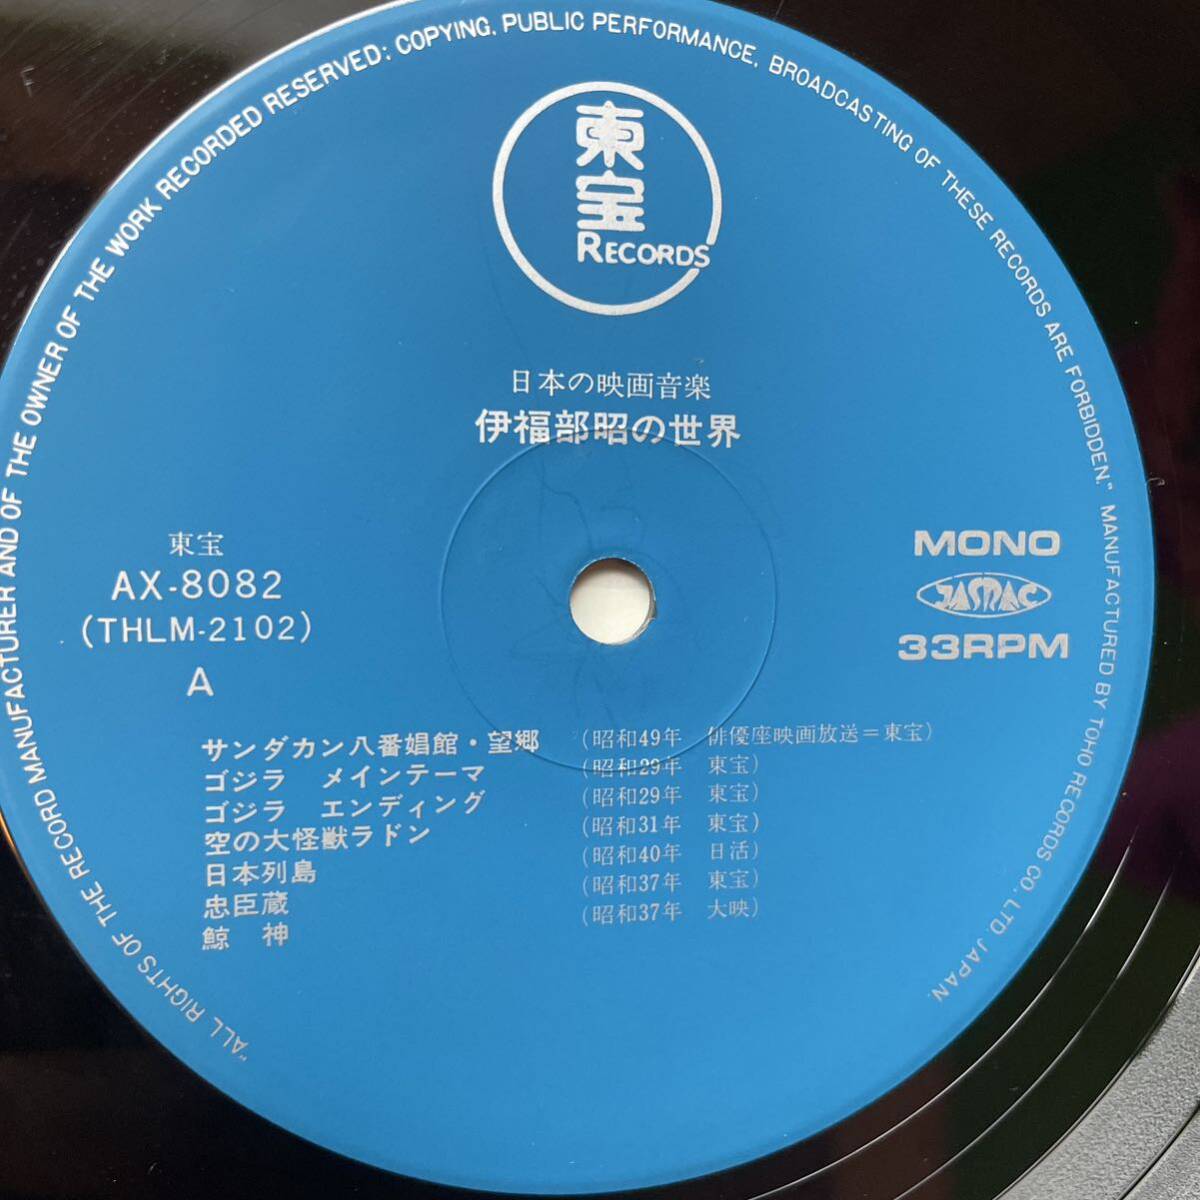 "ALL RIGHTS OF THE RECORD MANUFACTURER AND OF THE OWNER OF THE WORK RECORDED RESERVED; COPYING, PUBLIC PERFORMANCE, BROADCASTING OF THESE RECORDS ARE FORBIDDEN." MANUFACTURED BY TOHO RECORDS CO., LTD. JAPAN.
東宝
RECORDS
日本の映画音楽
伊福部昭の世界
東宝
AX-8082
(THLM-2102)
A
MONO
JASRAC
33RPM
サンダカン八番娼館・望郷 (昭和49年 俳優座映画放送=東宝)
ゴジラ メインテーマ (昭和29年 東宝)
ゴジラ エンディング (昭和29年 東宝)
空の大怪獣ラドン (昭和31年 東宝)
日本列島 (昭和40年 日活)
忠臣蔵 (昭和37年 東宝)
鯨神 (昭和37年 大映)